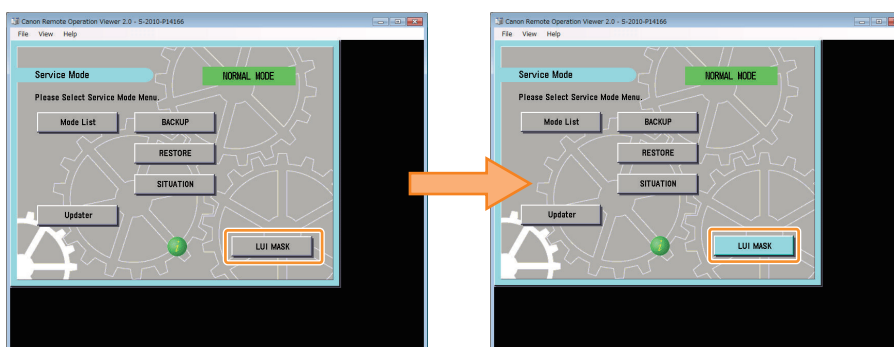 Canon Remote Operation Viewer 2.0 - S-2010-P14166
File View Help
Service Mode
NORMAL MODE
Please Select Service Mode Menu.
Mode List
BACKUP
RESTORE
SITUATION
Updater
i
LUI MASK
Canon Remote Operation Viewer 2.0 - S-2010-P14166
File View Help
Service Mode
NORMAL MODE
Please Select Service Mode Menu.
Mode List
BACKUP
RESTORE
SITUATION
Updater
i
LUI MASK